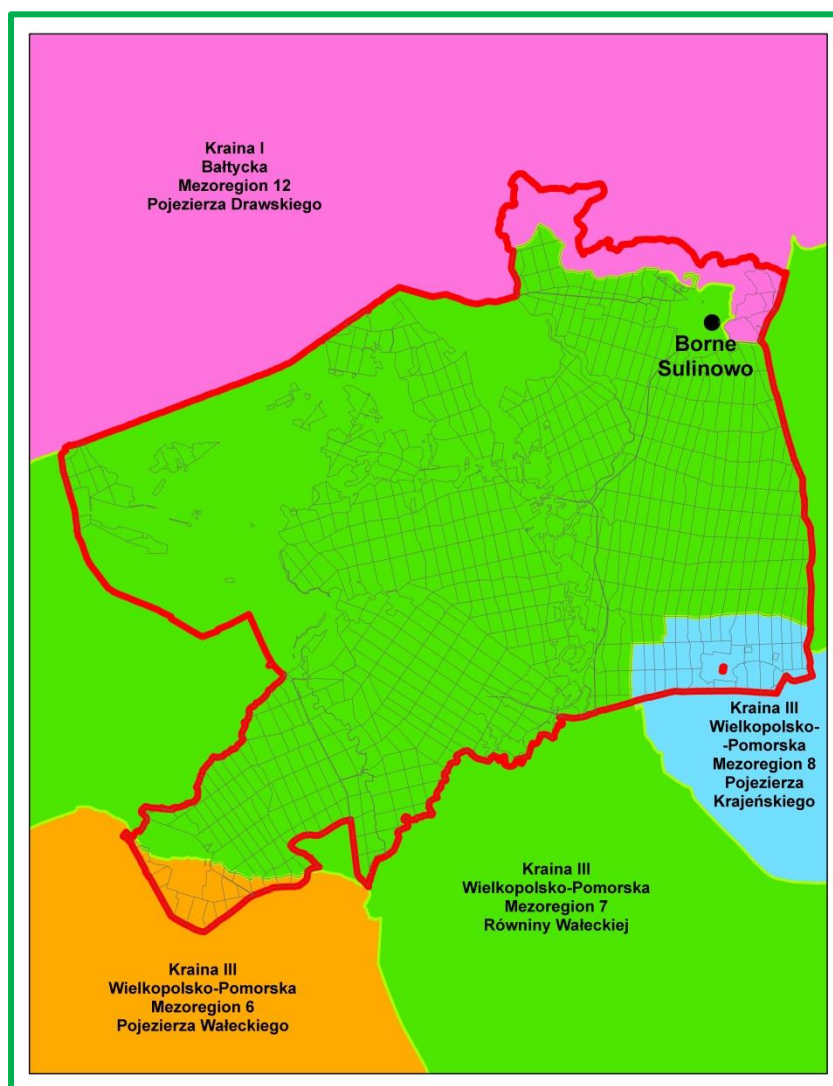 Kraina I
Bałtycka
Mezoregion 12
Pojezierza Drawskiego
Borne
Sulinowo
Kraina III
Wielkopolsko-
-Pomorska
Mezoregion 8
Pojezierza
Krajeńskiego
Kraina III
Wielkopolsko-Pomorska
Mezoregion 7
Równiny Wałeckiej
Kraina III
Wielkopolsko-Pomorska
Mezoregion 6
Pojezierza Wałeckiego